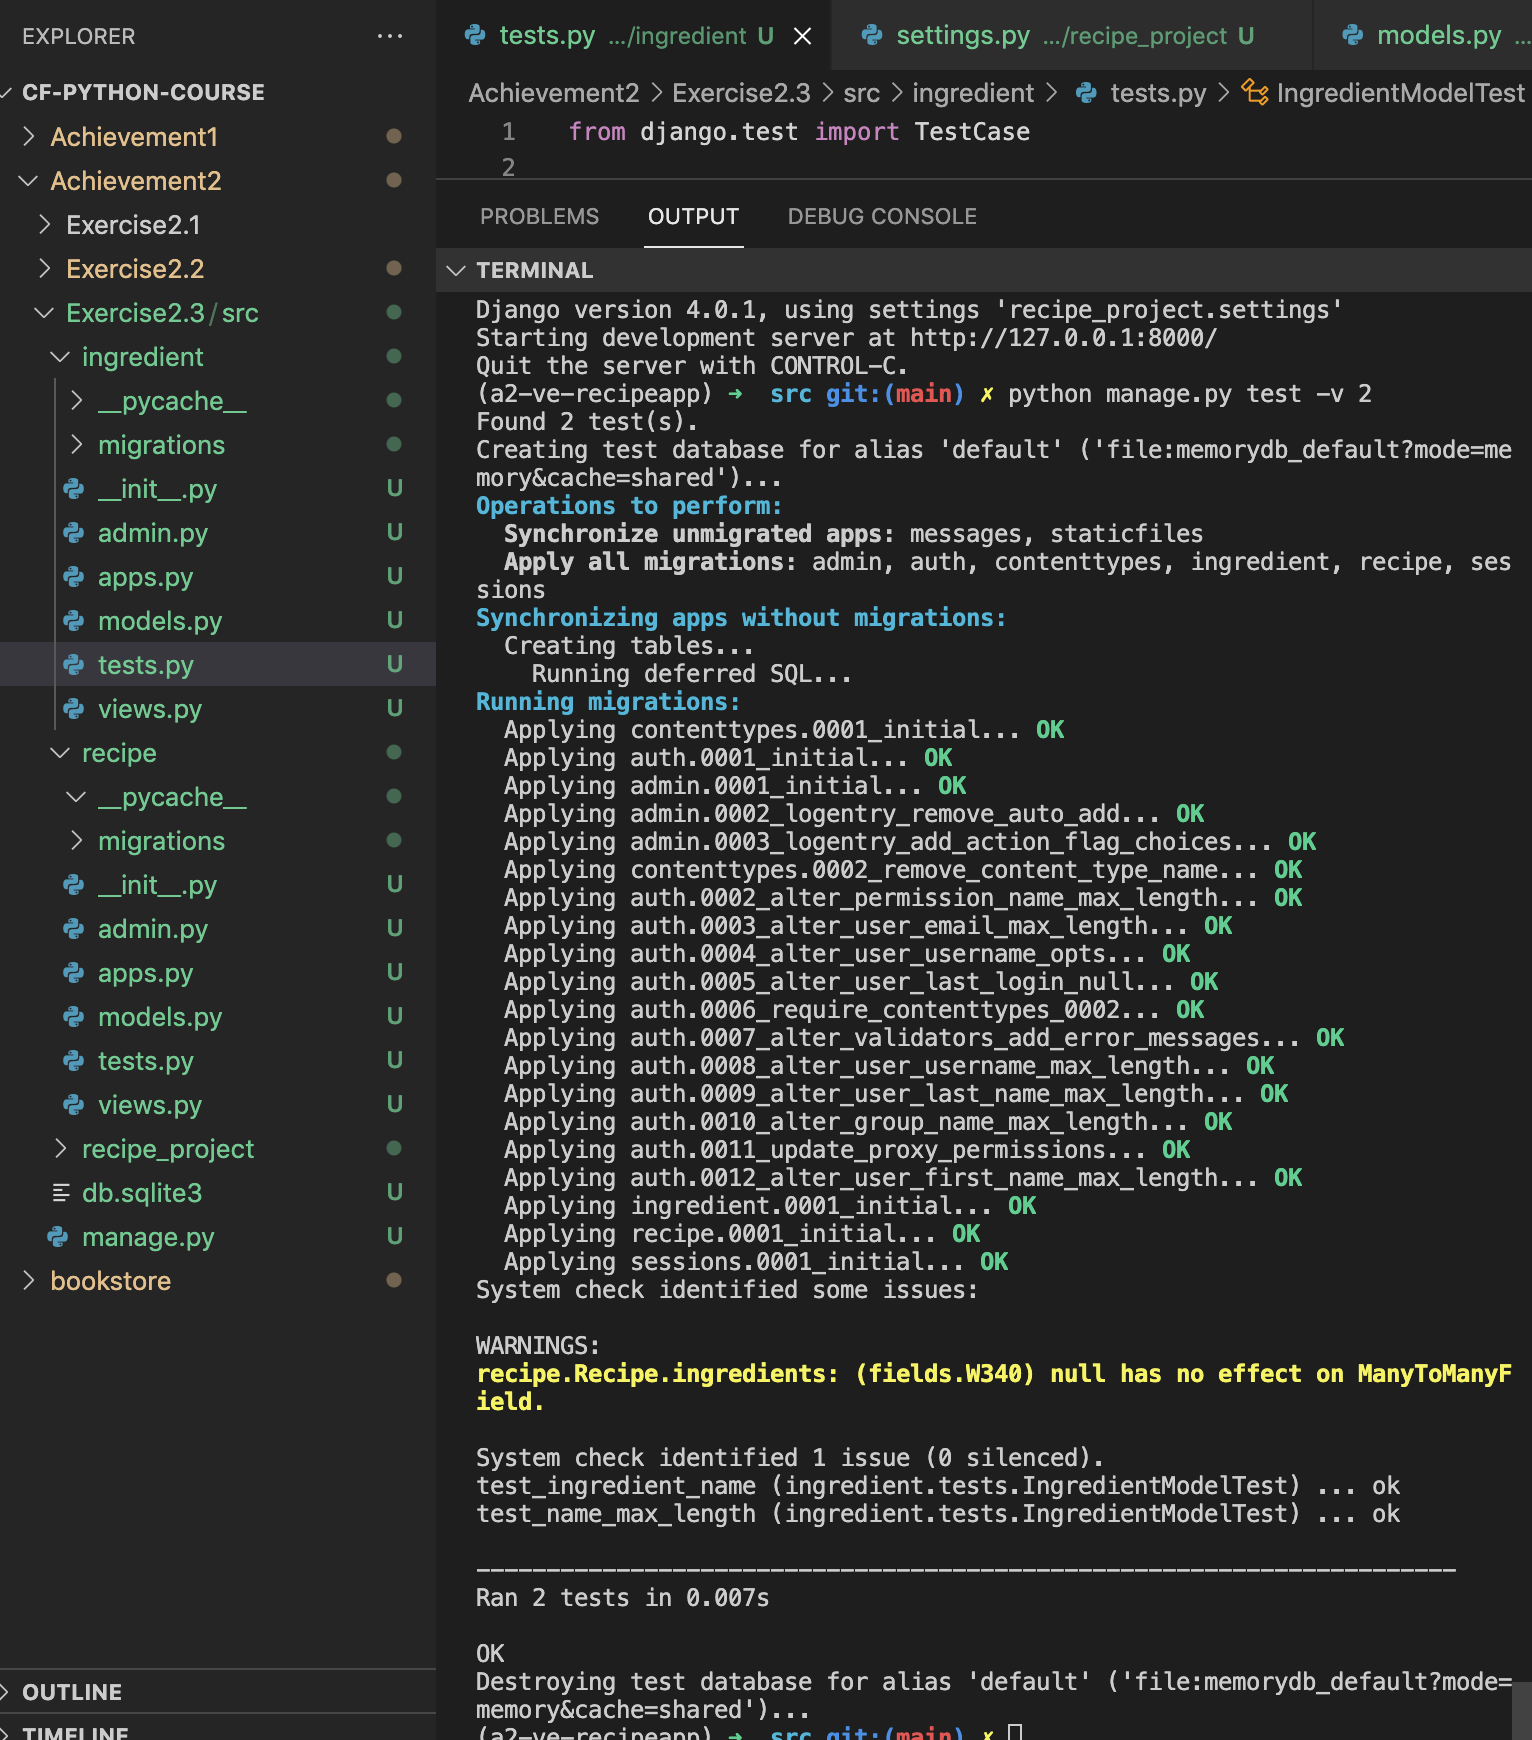 EXPLORER
CF-PYTHON-COURSE
Achievement1
Achievement2
Exercise2.1
Exercise2.2
Exercise2.3/src
ingredient
__pycache__
migrations
__init__.py U
admin.py U
apps.py U
models.py U
tests.py U
views.py U
recipe
__pycache__
migrations
__init__.py U
admin.py U
apps.py U
models.py U
tests.py U
views.py U
recipe_project
db.sqlite3 U
manage.py U
bookstore
OUTLINE
TIMELINE
tests.py .../ingredient U settings.py .../recipe_project U models.py ...
Achievement2 > Exercise2.3 > src > ingredient > tests.py > IngredientModelTest
1 from django.test import TestCase
2
PROBLEMS OUTPUT DEBUG CONSOLE
TERMINAL
Django version 4.0.1, using settings 'recipe_project.settings'
Starting development server at http://127.0.0.1:8000/
Quit the server with CONTROL-C.
(a2-ve-recipeapp) ➜ src git:(main) ✗ python manage.py test -v 2
Found 2 test(s).
Creating test database for alias 'default' ('file:memorydb_default?mode=me
mory&cache=shared')...
Operations to perform:
Synchronize unmigrated apps: messages, staticfiles
Apply all migrations: admin, auth, contenttypes, ingredient, recipe, ses
sions
Synchronizing apps without migrations:
Creating tables...
Running deferred SQL...
Running migrations:
Applying contenttypes.0001_initial... OK
Applying auth.0001_initial... OK
Applying admin.0001_initial... OK
Applying admin.0002_logentry_remove_auto_add... OK
Applying admin.0003_logentry_add_action_flag_choices... OK
Applying contenttypes.0002_remove_content_type_name... OK
Applying auth.0002_alter_permission_name_max_length... OK
Applying auth.0003_alter_user_email_max_length... OK
Applying auth.0004_alter_user_username_opts... OK
Applying auth.0005_alter_user_last_login_null... OK
Applying auth.0006_require_contenttypes_0002... OK
Applying auth.0007_alter_validators_add_error_messages... OK
Applying auth.0008_alter_user_username_max_length... OK
Applying auth.0009_alter_user_last_name_max_length... OK
Applying auth.0010_alter_group_name_max_length... OK
Applying auth.0011_update_proxy_permissions... OK
Applying auth.0012_alter_user_first_name_max_length... OK
Applying ingredient.0001_initial... OK
Applying recipe.0001_initial... OK
Applying sessions.0001_initial... OK
System check identified some issues:
WARNINGS:
recipe.Recipe.ingredients: (fields.W340) null has no effect on ManyToManyF
ield.
System check identified 1 issue (0 silenced).
test_ingredient_name (ingredient.tests.IngredientModelTest) ... ok
test_name_max_length (ingredient.tests.IngredientModelTest) ... ok
----------------------------------------------------------------------
Ran 2 tests in 0.007s
OK
Destroying test database for alias 'default' ('file:memorydb_default?mode=
memory&cache=shared')...
(a2-ve-recipeapp) ➜ src git:(main) ✗